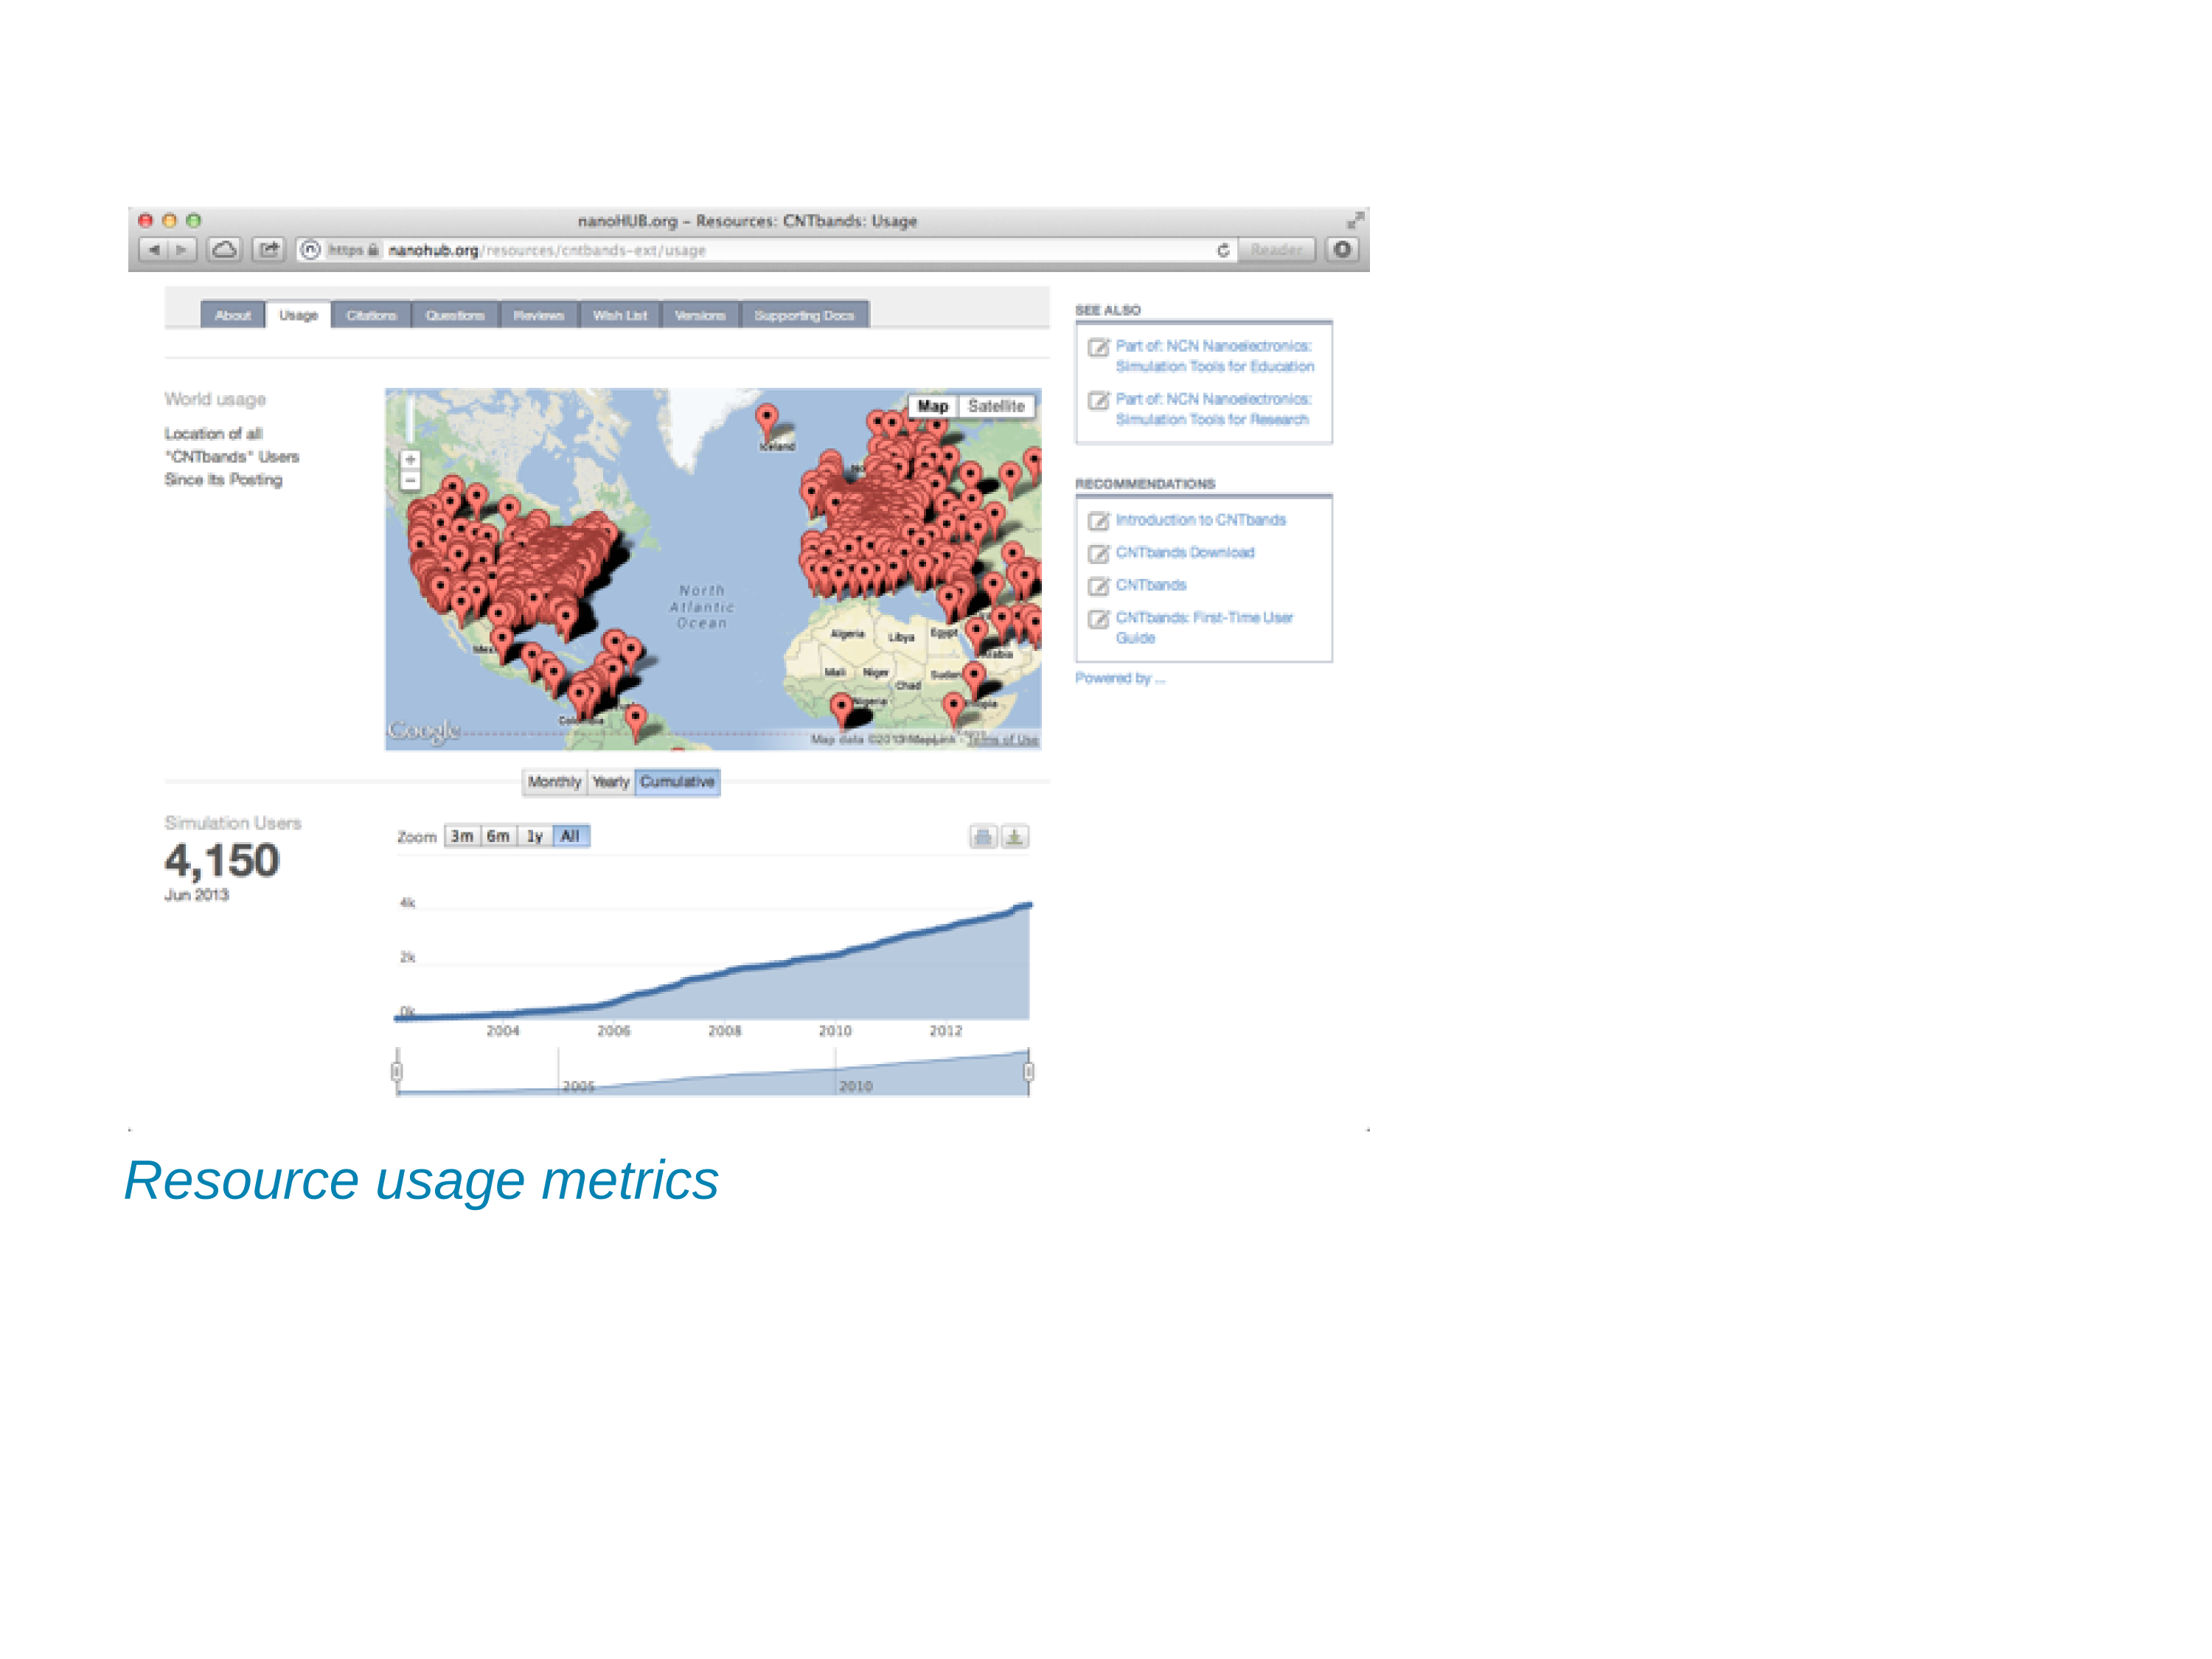 nanoHUB.org – Resources: CNTbands: Usage
https nanohub.org/resources/cntbands-ext/usage
Reader
About Usage Citations Questions Reviews Wish List Versions Supporting Docs
World usage
Location of all
"CNTbands" Users
Since Its Posting
Map Satellite
Iceland
North
Atlantic
Ocean
Algeria Libya Egypt
Mali Niger Chad Sudan
Google
Map data ©2013 MapLink - Terms of Use
SEE ALSO
Part of: NCN Nanoelectronics:
Simulation Tools for Education
Part of: NCN Nanoelectronics:
Simulation Tools for Research
RECOMMENDATIONS
Introduction to CNTbands
CNTbands Download
CNTbands
CNTbands: First-Time User
Guide
Powered by ...
Monthly Yearly Cumulative
Simulation Users
4,150
Jun 2013
Zoom 3m 6m 1y All
4k
2k
0k
2004 2006 2008 2010 2012
2005 2010
Resource usage metrics